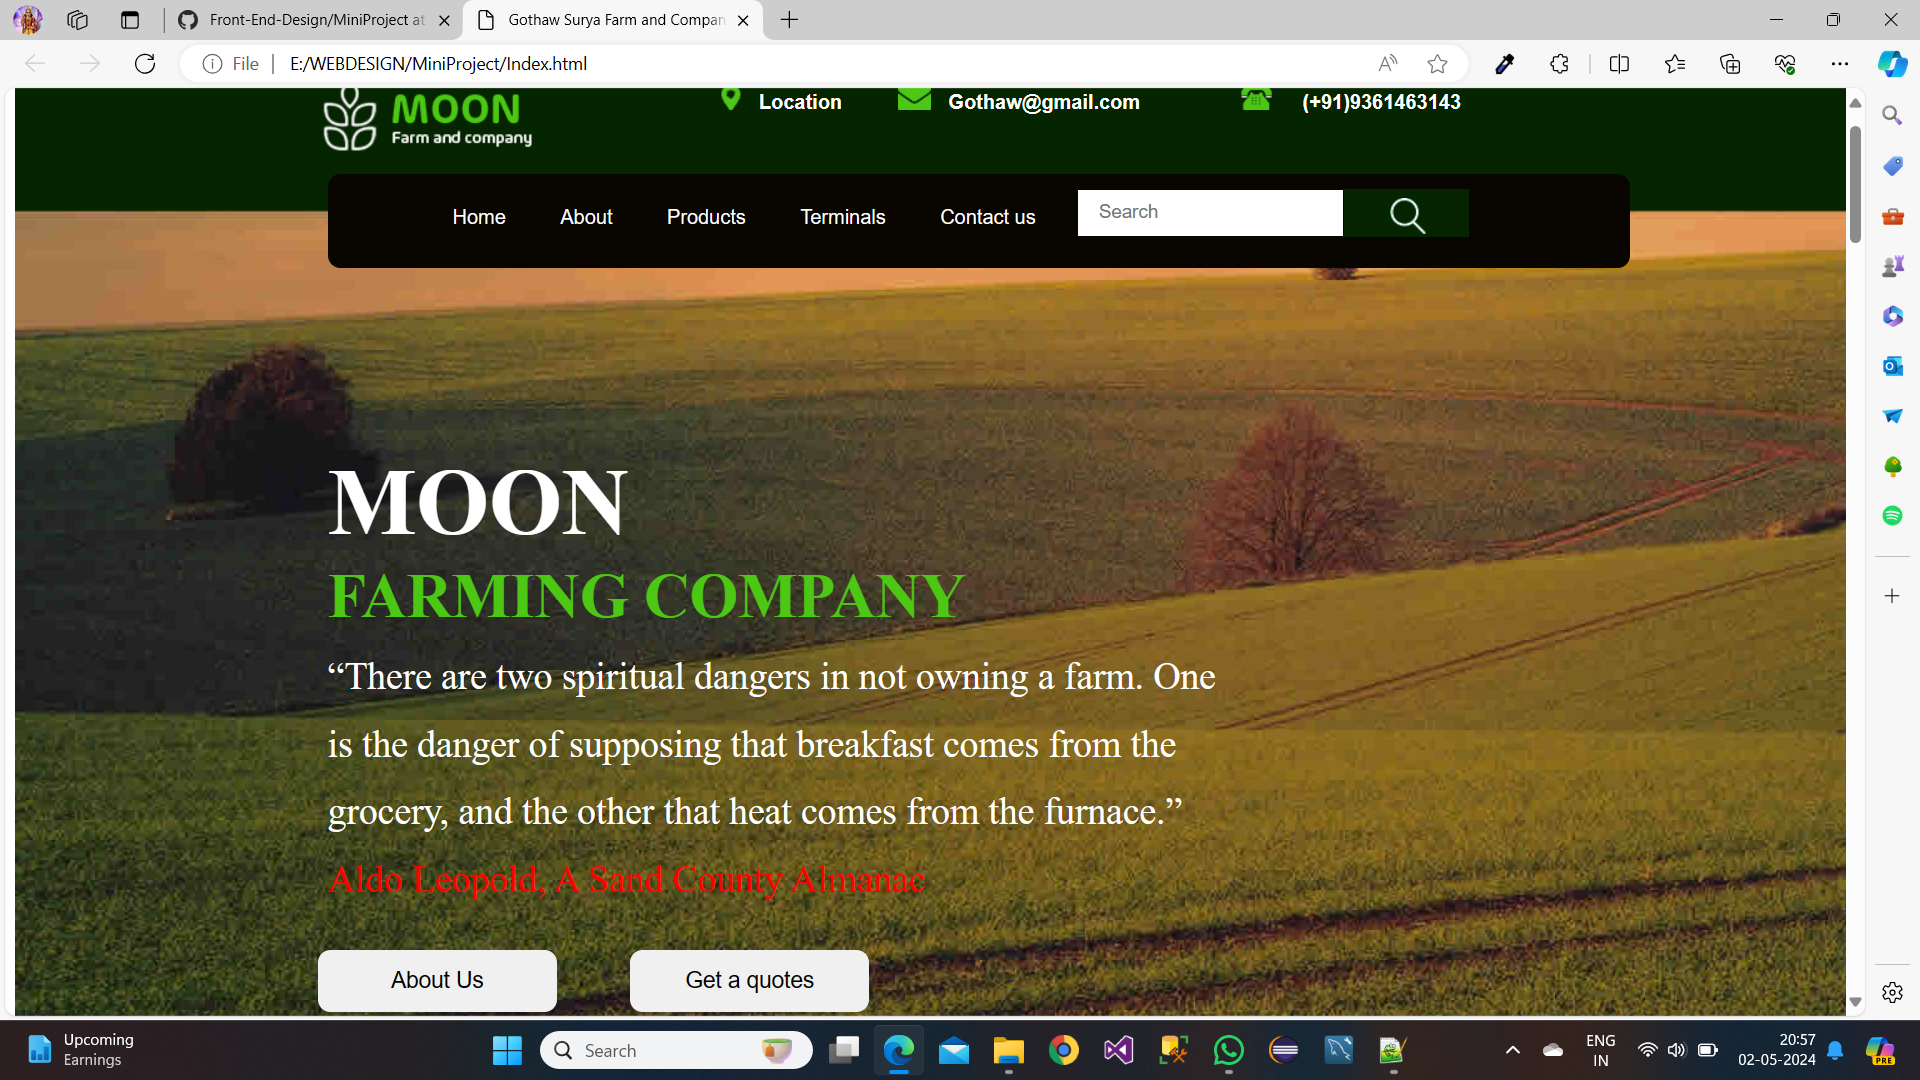 Front-End-Design/MiniProject at
Gothaw Surya Farm and Compan
File
E:/WEBDESIGN/MiniProject/Index.html
MOON
Farm and company
Location
Gothaw@gmail.com
(+91)9361463143
Home
About
Products
Terminals
Contact us
Search
MOON
FARMING COMPANY
“There are two spiritual dangers in not owning a farm. One
is the danger of supposing that breakfast comes from the
grocery, and the other that heat comes from the furnace.”
Aldo Leopold, A Sand County Almanac
About Us
Get a quotes
Upcoming
Earnings
Search
ENG
IN
20:57
02-05-2024
PRE